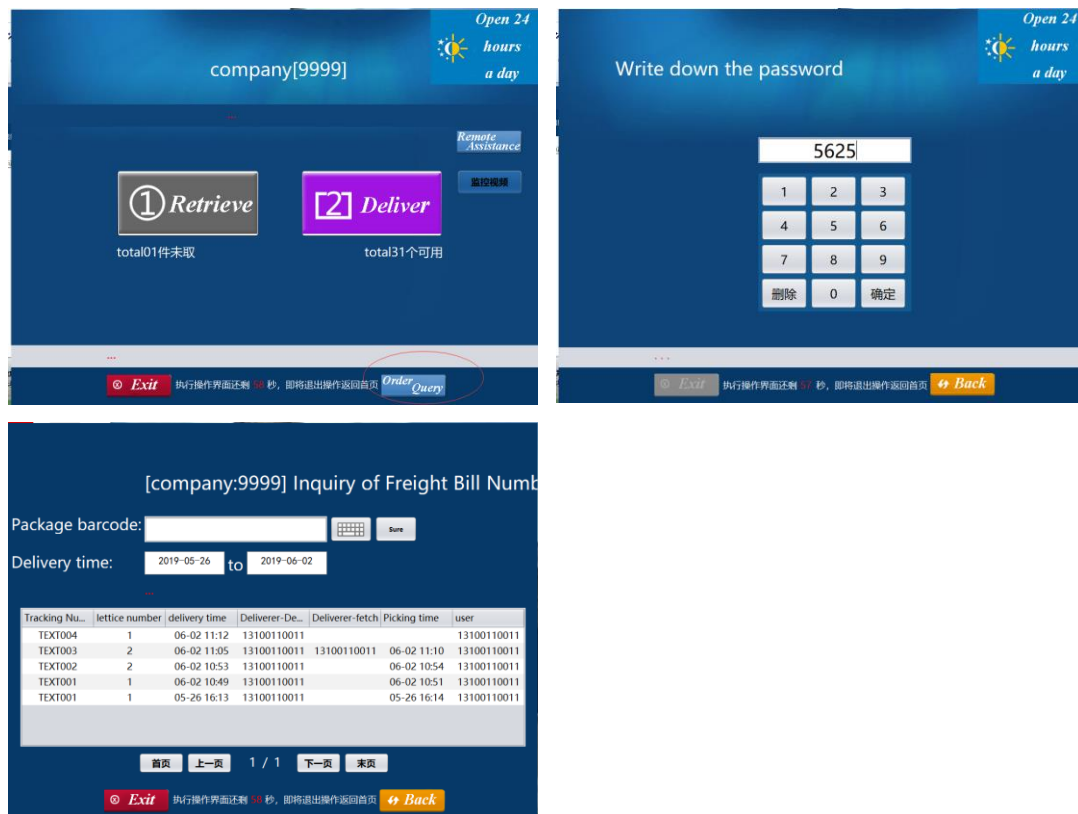 Open 24
hours
a day
company[9999]
...
Remote
Assistance
监控视频
① Retrieve
[2] Deliver
total01件未取
total31个可用
...
Exit 执行操作界面还剩 58 秒，即将退出操作返回首页 Order Query
Open 24
hours
a day
Write down the password
5625
1 2 3
4 5 6
7 8 9
删除 0 确定
...
Exit 执行操作界面还剩 57 秒，即将退出操作返回首页 Back
[company:9999] Inquiry of Freight Bill Numb
Package barcode: Sure
Delivery time: 2019-05-26 to 2019-06-02
...
Tracking Nu... lettice number delivery time Deliverer-De... Deliverer-fetch Picking time user
TEXT004 1 06-02 11:12 13100110011 13100110011
TEXT003 2 06-02 11:05 13100110011 13100110011 06-02 11:10 13100110011
TEXT002 2 06-02 10:53 13100110011 06-02 10:54 13100110011
TEXT001 1 06-02 10:49 13100110011 06-02 10:51 13100110011
TEXT001 1 05-26 16:13 13100110011 05-26 16:14 13100110011
首页 上一页 1 / 1 下一页 末页
Exit 执行操作界面还剩 58 秒，即将退出操作返回首页 Back